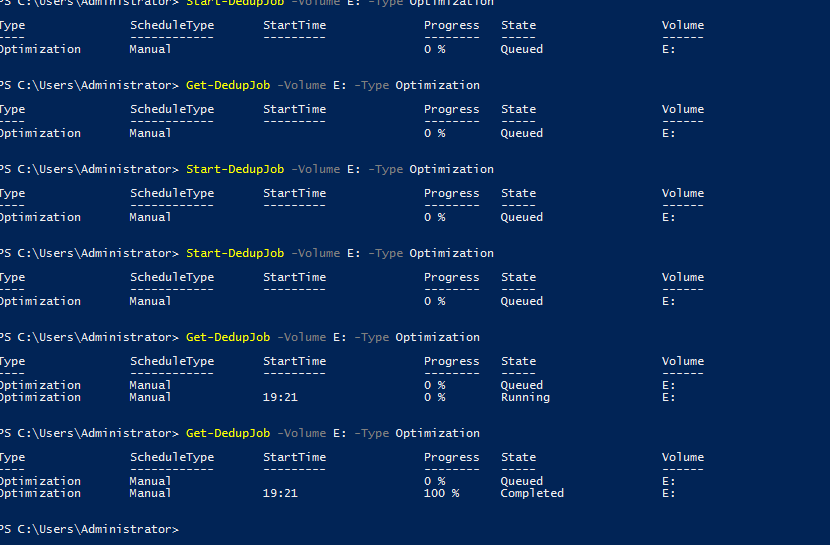 PS C:\Users\Administrator> Start-DedupJob -Volume E: -Type Optimization
Type ScheduleType StartTime Progress State Volume
---- ------------ --------- -------- ----- ------
Optimization Manual 0 % Queued E:
PS C:\Users\Administrator> Get-DedupJob -Volume E: -Type Optimization
Type ScheduleType StartTime Progress State Volume
---- ------------ --------- -------- ----- ------
Optimization Manual 0 % Queued E:
PS C:\Users\Administrator> Start-DedupJob -Volume E: -Type Optimization
Type ScheduleType StartTime Progress State Volume
---- ------------ --------- -------- ----- ------
Optimization Manual 0 % Queued E:
PS C:\Users\Administrator> Start-DedupJob -Volume E: -Type Optimization
Type ScheduleType StartTime Progress State Volume
---- ------------ --------- -------- ----- ------
Optimization Manual 0 % Queued E:
PS C:\Users\Administrator> Get-DedupJob -Volume E: -Type Optimization
Type ScheduleType StartTime Progress State Volume
---- ------------ --------- -------- ----- ------
Optimization Manual 0 % Queued E:
Optimization Manual 19:21 0 % Running E:
PS C:\Users\Administrator> Get-DedupJob -Volume E: -Type Optimization
Type ScheduleType StartTime Progress State Volume
---- ------------ --------- -------- ----- ------
Optimization Manual 0 % Queued E:
Optimization Manual 19:21 100 % Completed E:
PS C:\Users\Administrator>